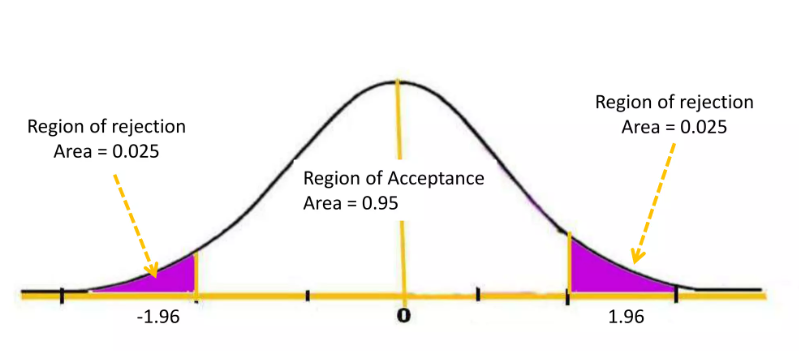 Region of rejection
Area = 0.025
Region of rejection
Area = 0.025
Region of Acceptance
Area = 0.95
-1.96
0
1.96